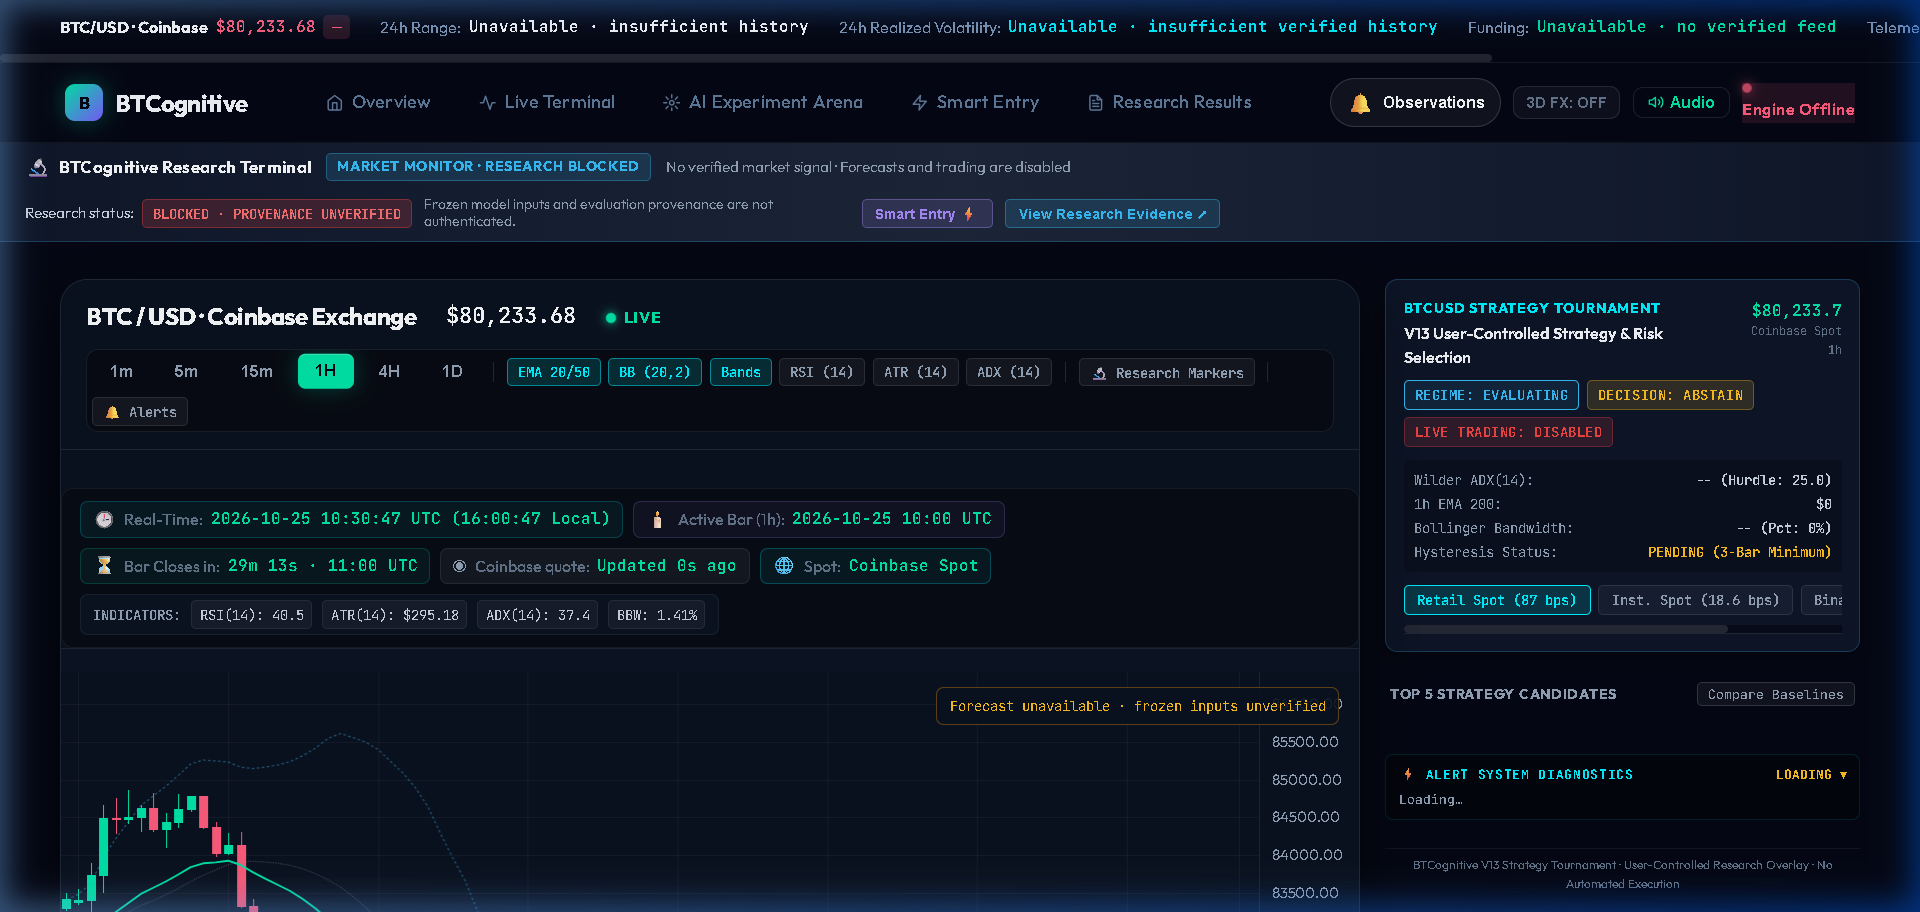 BTC/USD · Coinbase $80,233.68 — 24h Range: Unavailable · insufficient history 24h Realized Volatility: Unavailable · insufficient verified history Funding: Unavailable · no verified feed Teleme
B BTCognitive Overview Live Terminal AI Experiment Arena Smart Entry Research Results Observations 3D FX: OFF Audio Engine Offline
BTCognitive Research Terminal MARKET MONITOR · RESEARCH BLOCKED No verified market signal · Forecasts and trading are disabled
Research status: BLOCKED · PROVENANCE UNVERIFIED Frozen model inputs and evaluation provenance are not
authenticated.
Smart Entry View Research Evidence ↗
BTC / USD · Coinbase Exchange $80,233.68 LIVE
1m 5m 15m 1H 4H 1D EMA 20/50 BB (20,2) Bands RSI (14) ATR (14) ADX (14) Research Markers
Alerts
Real-Time: 2026-10-25 10:30:47 UTC (16:00:47 Local) Active Bar (1h): 2026-10-25 10:00 UTC
Bar Closes in: 29m 13s · 11:00 UTC Coinbase quote: Updated 0s ago Spot: Coinbase Spot
INDICATORS: RSI(14): 40.5 ATR(14): $295.18 ADX(14): 37.4 BBW: 1.41%
Forecast unavailable · frozen inputs unverified
85500.00
85000.00
84500.00
84000.00
83500.00
BTCUSD STRATEGY TOURNAMENT $80,233.7
V13 User-Controlled Strategy & Risk
Selection
Coinbase Spot
1h
REGIME: EVALUATING DECISION: ABSTAIN
LIVE TRADING: DISABLED
Wilder ADX(14): -- (Hurdle: 25.0)
1h EMA 200: $0
Bollinger Bandwidth: -- (Pct: 0%)
Hysteresis Status: PENDING (3-Bar Minimum)
Retail Spot (87 bps) Inst. Spot (18.6 bps) Bina
TOP 5 STRATEGY CANDIDATES Compare Baselines
ALERT SYSTEM DIAGNOSTICS LOADING ▼
Loading…
BTCognitive V13 Strategy Tournament · User-Controlled Research Overlay · No
Automated Execution